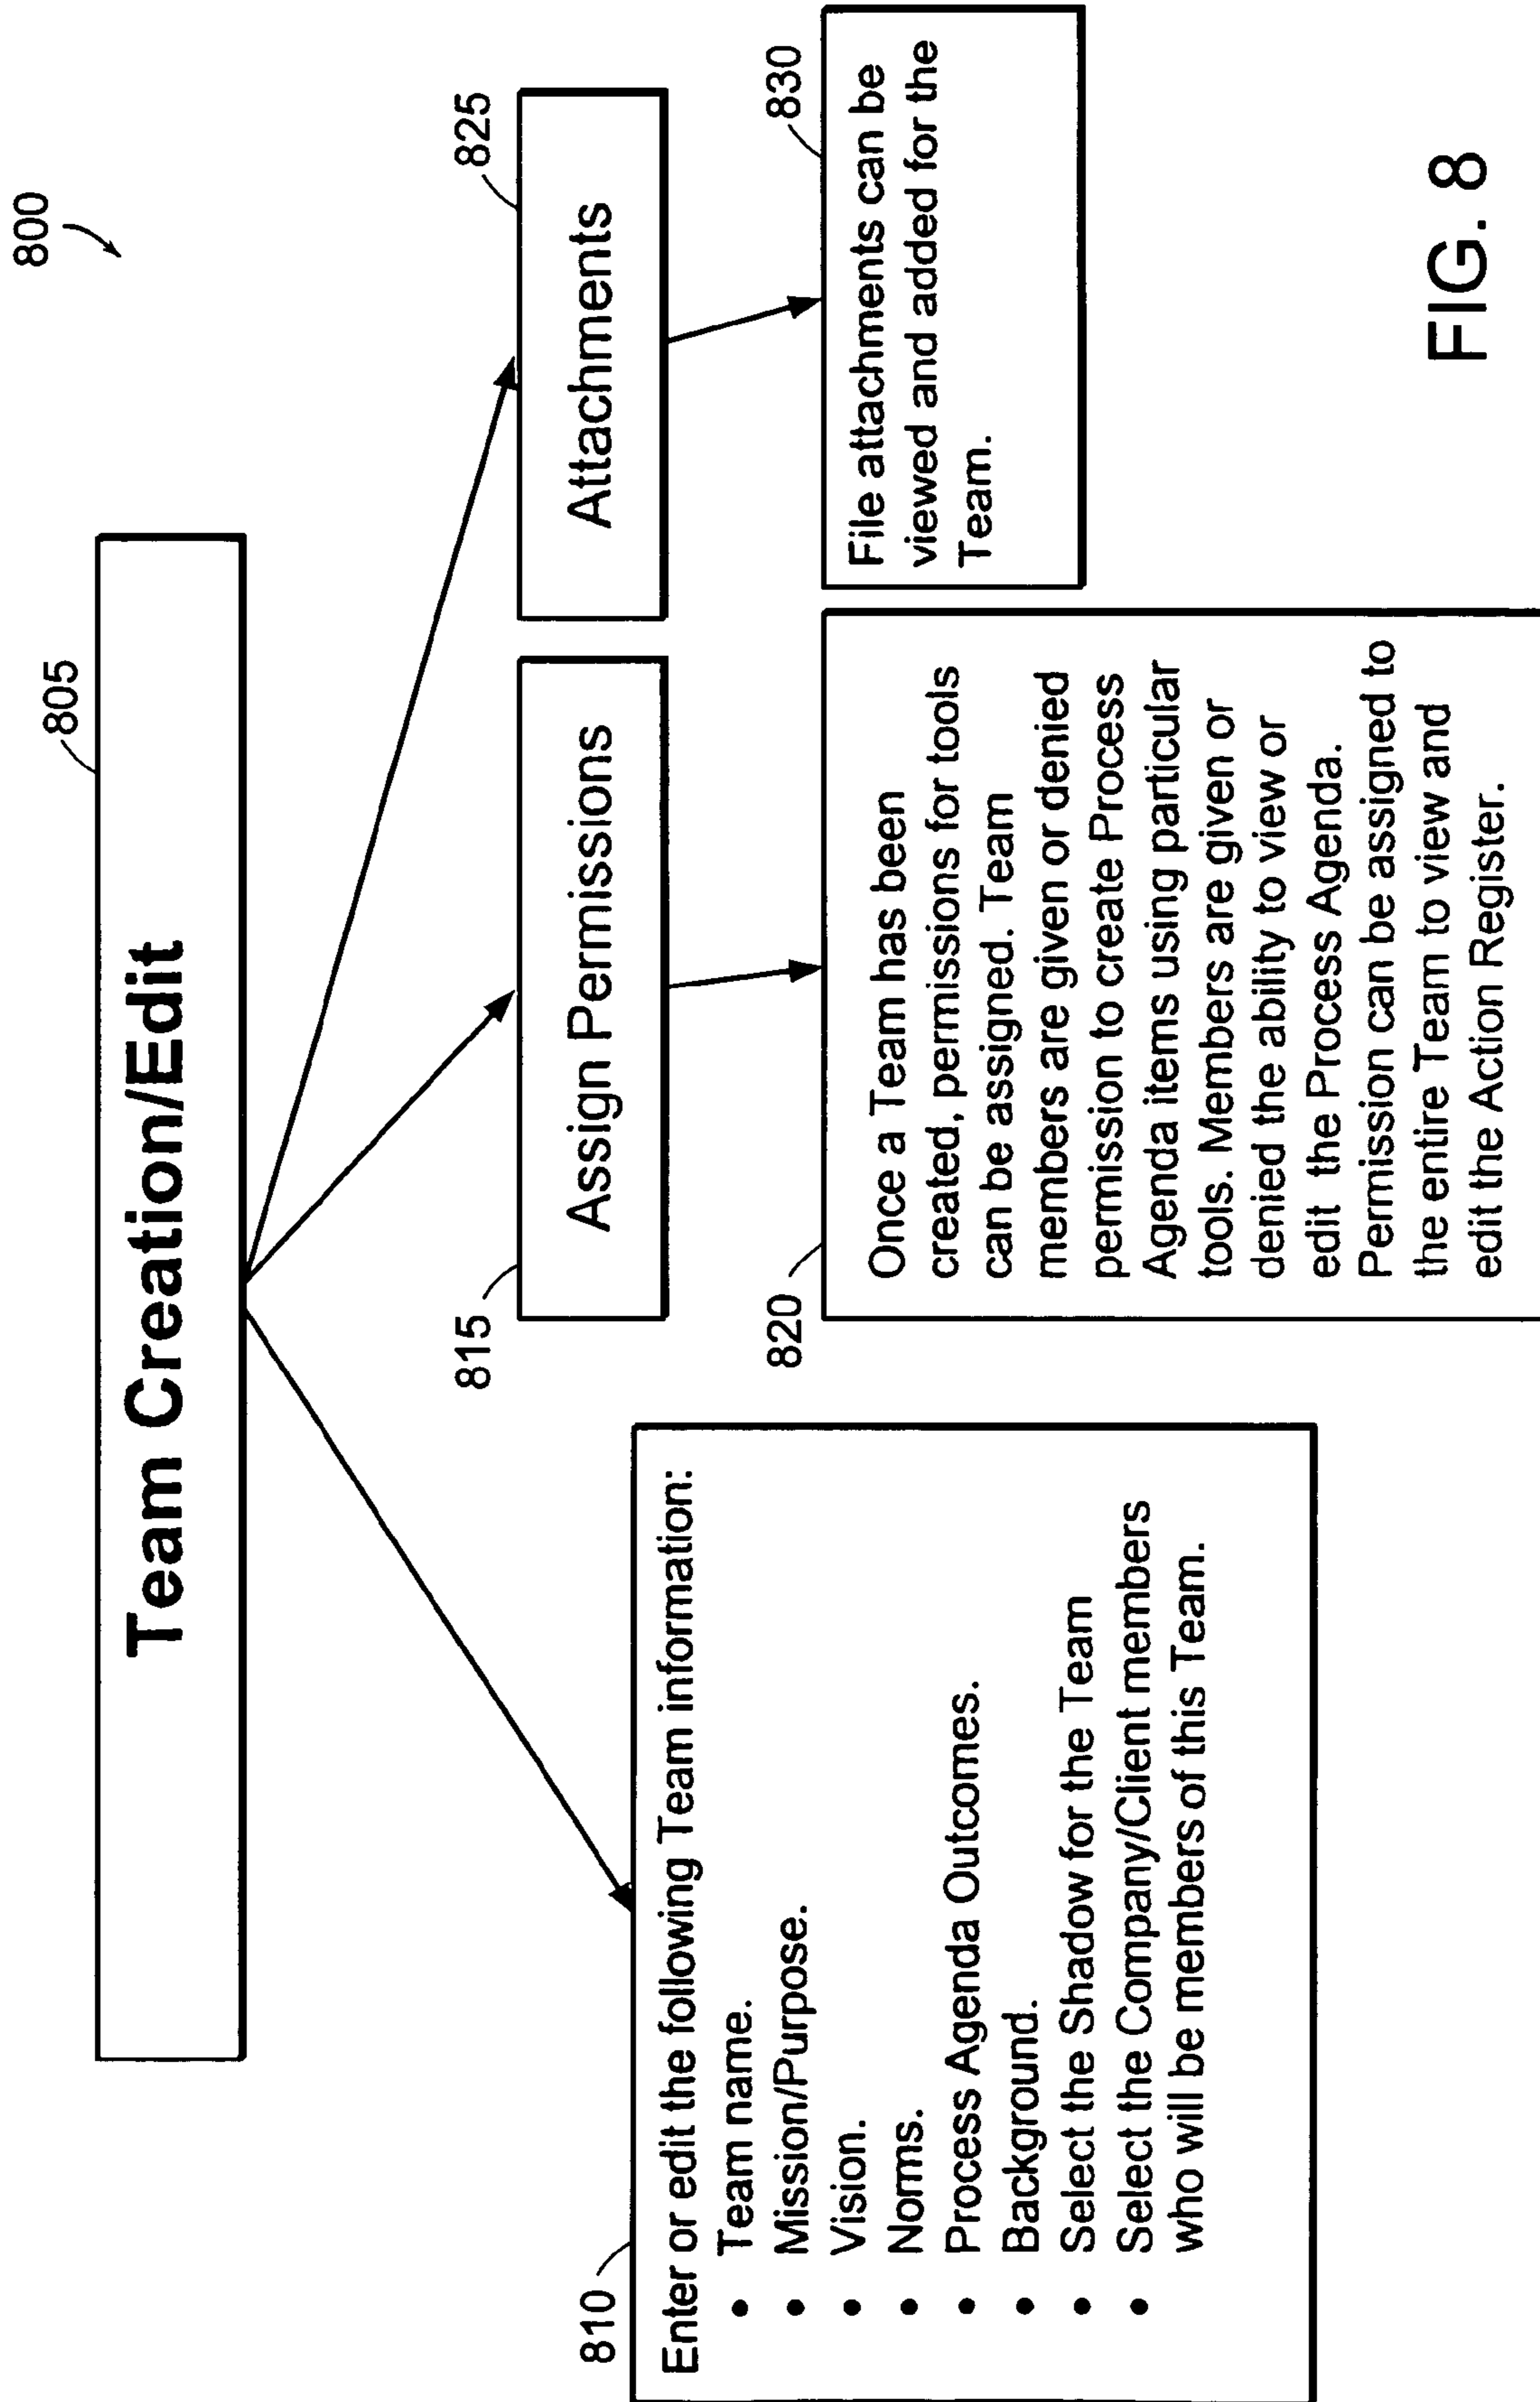 800
805
Team Creation/Edit
810
Enter or edit the following Team information:
• Team name.
• Mission/Purpose.
• Vision.
• Norms.
• Process Agenda Outcomes.
• Background.
• Select the Shadow for the Team
• Select the Company/Client members
who will be members of this Team.
815
Assign Permissions
820
Once a Team has been
created, permissions for tools
can be assigned. Team
members are given or denied
permission to create Process
Agenda items using particular
tools. Members are given or
denied the ability to view or
edit the Process Agenda.
Permission can be assigned to
the entire Team to view and
edit the Action Register.
825
Attachments
830
File attachments can be
viewed and added for the
Team.
FIG. 8